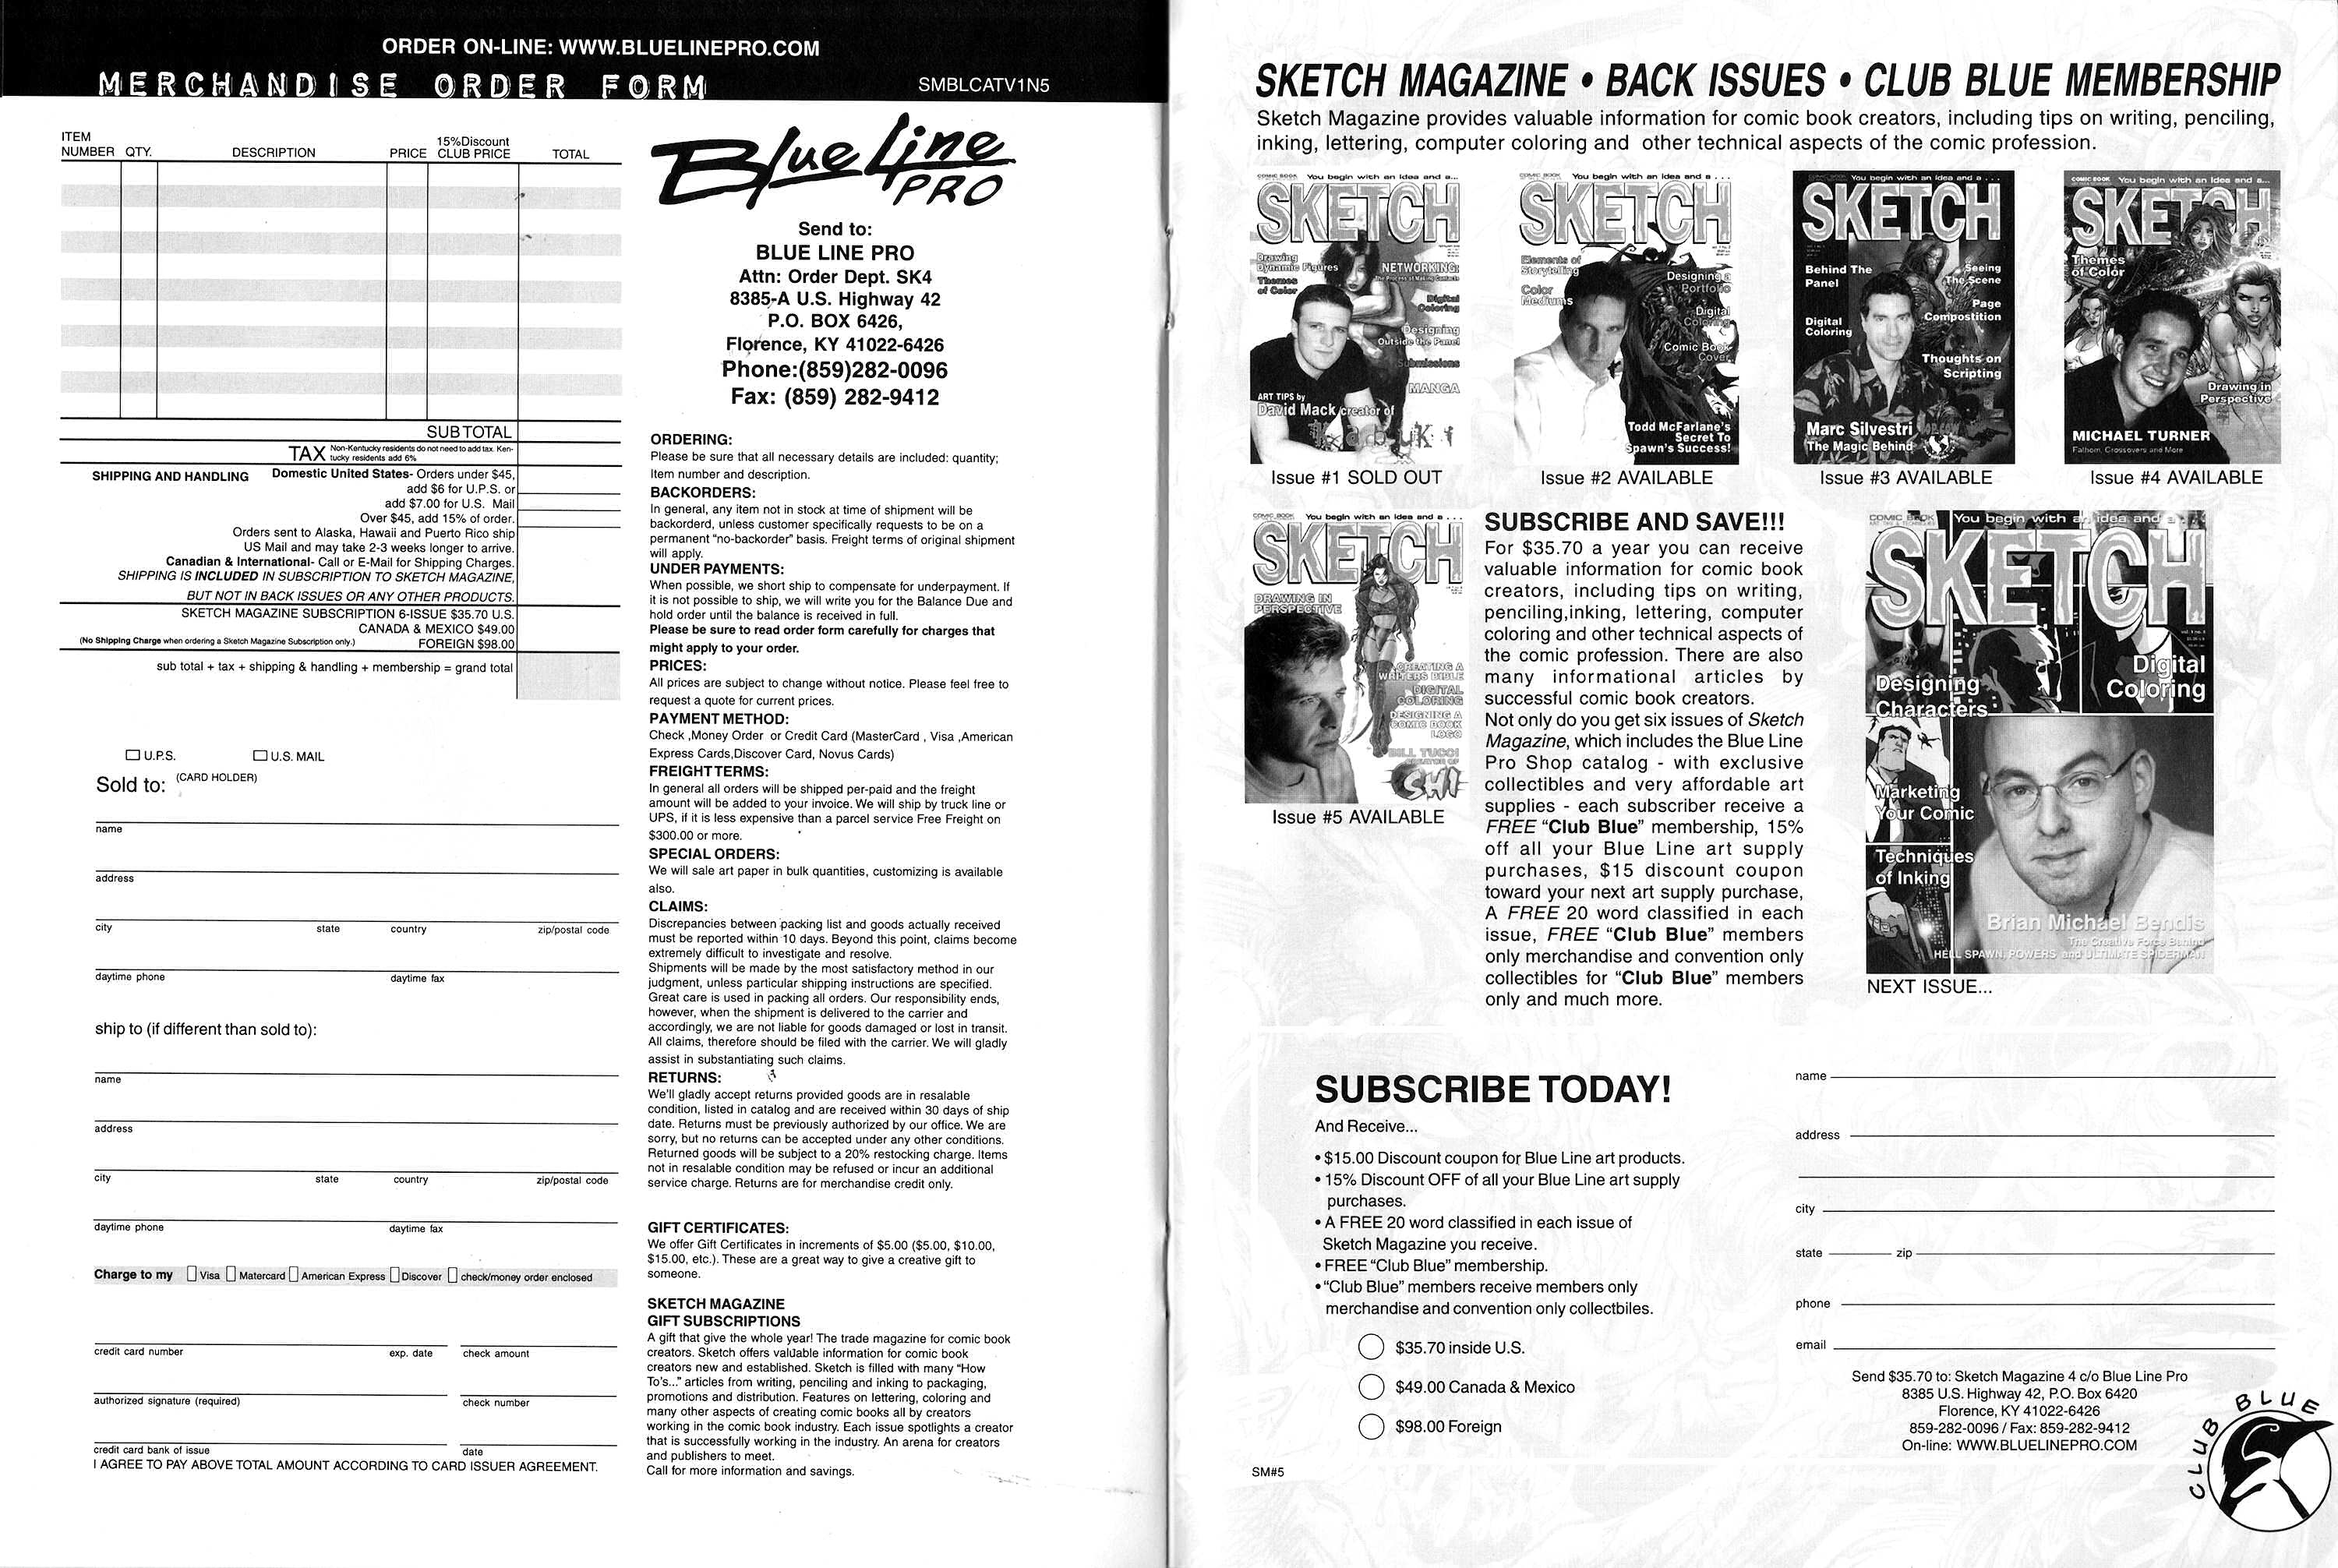 ORDER ON-LINE: WWW.BLUELINEPRO.COM
MERCHANDISE ORDER FORM
SMBLCATV1N5
ITEM NUMBER QTY. DESCRIPTION PRICE 15%Discount CLUB PRICE TOTAL
SUB TOTAL
TAX Non-Kentucky residents do not need to add tax. Ken-
tucky residents add 6%
SHIPPING AND HANDLING Domestic United States- Orders under $45,
add $6 for U.P.S. or
add $7.00 for U.S. Mail
Over $45, add 15% of order.
Orders sent to Alaska, Hawaii and Puerto Rico ship
US Mail and may take 2-3 weeks longer to arrive.
Canadian & International- Call or E-Mail for Shipping Charges.
SHIPPING IS INCLUDED IN SUBSCRIPTION TO SKETCH MAGAZINE,
BUT NOT IN BACK ISSUES OR ANY OTHER PRODUCTS.
SKETCH MAGAZINE SUBSCRIPTION 6-ISSUE $35.70 U.S.
CANADA & MEXICO $49.00
(No Shipping Charge when ordering a Sketch Magazine Subscription only.) FOREIGN $98.00
sub total + tax + shipping & handling + membership = grand total
U.P.S. U.S. MAIL
Sold to: (CARD HOLDER)
name
address
city state country zip/postal code
daytime phone daytime fax
ship to (if different than sold to):
name
address
city state country zip/postal code
daytime phone daytime fax
Charge to my Visa Matercard American Express Discover check/money order enclosed
credit card number exp. date check amount
authorized signature (required) check number
credit card bank of issue date
I AGREE TO PAY ABOVE TOTAL AMOUNT ACCORDING TO CARD ISSUER AGREEMENT.
Blue Line
PRO
Send to:
BLUE LINE PRO
Attn: Order Dept. SK4
8385-A U.S. Highway 42
P.O. BOX 6426,
Florence, KY 41022-6426
Phone:(859)282-0096
Fax: (859) 282-9412
ORDERING:
Please be sure that all necessary details are included: quantity;
Item number and description.
BACKORDERS:
In general, any item not in stock at time of shipment will be
backorderd, unless customer specifically requests to be on a
permanent "no-backorder" basis. Freight terms of original shipment
will apply.
UNDER PAYMENTS:
When possible, we short ship to compensate for underpayment. If
it is not possible to ship, we will write you for the Balance Due and
hold order until the balance is received in full.
Please be sure to read order form carefully for charges that
might apply to your order.
PRICES:
All prices are subject to change without notice. Please feel free to
request a quote for current prices.
PAYMENT METHOD:
Check ,Money Order or Credit Card (MasterCard , Visa ,American
Express Cards,Discover Card, Novus Cards)
FREIGHT TERMS:
In general all orders will be shipped per-paid and the freight
amount will be added to your invoice. We will ship by truck line or
UPS, if it is less expensive than a parcel service Free Freight on
$300.00 or more.
SPECIAL ORDERS:
We will sale art paper in bulk quantities, customizing is available
also.
CLAIMS:
Discrepancies between packing list and goods actually received
must be reported within 10 days. Beyond this point, claims become
extremely difficult to investigate and resolve.
Shipments will be made by the most satisfactory method in our
judgment, unless particular shipping instructions are specified.
Great care is used in packing all orders. Our responsibility ends,
however, when the shipment is delivered to the carrier and
accordingly, we are not liable for goods damaged or lost in transit.
All claims, therefore should be filed with the carrier. We will gladly
assist in substantiating such claims.
RETURNS:
We'll gladly accept returns provided goods are in resalable
condition, listed in catalog and are received within 30 days of ship
date. Returns must be previously authorized by our office. We are
sorry, but no returns can be accepted under any other conditions.
Returned goods will be subject to a 20% restocking charge. Items
not in resalable condition may be refused or incur an additional
service charge. Returns are for merchandise credit only.
GIFT CERTIFICATES:
We offer Gift Certificates in increments of $5.00 ($5.00, $10.00,
$15.00, etc.). These are a great way to give a creative gift to
someone.
SKETCH MAGAZINE
GIFT SUBSCRIPTIONS
A gift that give the whole year! The trade magazine for comic book
creators. Sketch offers valuable information for comic book
creators new and established. Sketch is filled with many "How
To's..." articles from writing, penciling and inking to packaging,
promotions and distribution. Features on lettering, coloring and
many other aspects of creating comic books all by creators
working in the comic book industry. Each issue spotlights a creator
that is successfully working in the industry. An arena for creators
and publishers to meet.
Call for more information and savings.
SKETCH MAGAZINE • BACK ISSUES • CLUB BLUE MEMBERSHIP
Sketch Magazine provides valuable information for comic book creators, including tips on writing, penciling,
inking, lettering, computer coloring and other technical aspects of the comic profession.
COMIC BOOK You begin with an idea and a...
SKETCH
Drawing
Dynamic Figures
Themes
of Color
NETWORKING:
Digital
Coloring
Designing
Outside the Panel
Submissions
MANGA
ART TIPS by
David Mack creator of
Kabuki
Issue #1 SOLD OUT
COMIC BOOK You begin with an idea and a . . .
SKETCH
Elements of
Storytelling
Color
Mediums
Designing a
Portfolio
Digital
Coloring
Comic Book
Cover
Todd McFarlane's
Secret To
Spawn's Success!
Issue #2 AVAILABLE
You begin with an idea and a . . .
SKETCH
Behind The
Panel
Digital
Coloring
Seeing
The Scene
Page
Compostition
Thoughts on
Scripting
Marc Silvestri
The Magic Behind
Issue #3 AVAILABLE
COMIC BOOK You begin with an idea and a...
SKETCH
Themes
of Color
Drawing in
Perspective
MICHAEL TURNER
Fathom, Crossovers and More
Issue #4 AVAILABLE
COMIC BOOK You begin with an idea and a . . .
SKETCH
DRAWING IN
PERSPECTIVE
CREATING A
WRITERS BIBLE
DIGITAL
COLORING
DESIGNING A
COMIC BOOK
LOGO
BILL TUCCI
CREATOR OF
SHI
Issue #5 AVAILABLE
SUBSCRIBE AND SAVE!!!
For $35.70 a year you can receive
valuable information for comic book
creators, including tips on writing,
penciling,inking, lettering, computer
coloring and other technical aspects of
the comic profession. There are also
many informational articles by
successful comic book creators.
Not only do you get six issues of Sketch
Magazine, which includes the Blue Line
Pro Shop catalog - with exclusive
collectibles and very affordable art
supplies - each subscriber receive a
FREE "Club Blue" membership, 15%
off all your Blue Line art supply
purchases, $15 discount coupon
toward your next art supply purchase,
A FREE 20 word classified in each
issue, FREE "Club Blue" members
only merchandise and convention only
collectibles for "Club Blue" members
only and much more.
COMIC BOOK You begin with an idea and a
SKETCH
Designing
Characters
Digital
Coloring
Marketing
Your Comic
Techniques
of Inking
Brian Michael Bendis
The Creative Force Behind
HELL SPAWN, POWERS and ULTIMATE SPIDERMAN
NEXT ISSUE...
SUBSCRIBE TODAY!
And Receive...
• $15.00 Discount coupon for Blue Line art products.
• 15% Discount OFF of all your Blue Line art supply
purchases.
• A FREE 20 word classified in each issue of
Sketch Magazine you receive.
• FREE "Club Blue" membership.
• "Club Blue" members receive members only
merchandise and convention only collectbiles.
$35.70 inside U.S.
$49.00 Canada & Mexico
$98.00 Foreign
SM#5
name
address
city
state zip
phone
email
Send $35.70 to: Sketch Magazine 4 c/o Blue Line Pro
8385 U.S. Highway 42, P.O. Box 6420
Florence, KY 41022-6426
859-282-0096 / Fax: 859-282-9412
On-line: WWW.BLUELINEPRO.COM
CLUB BLUE